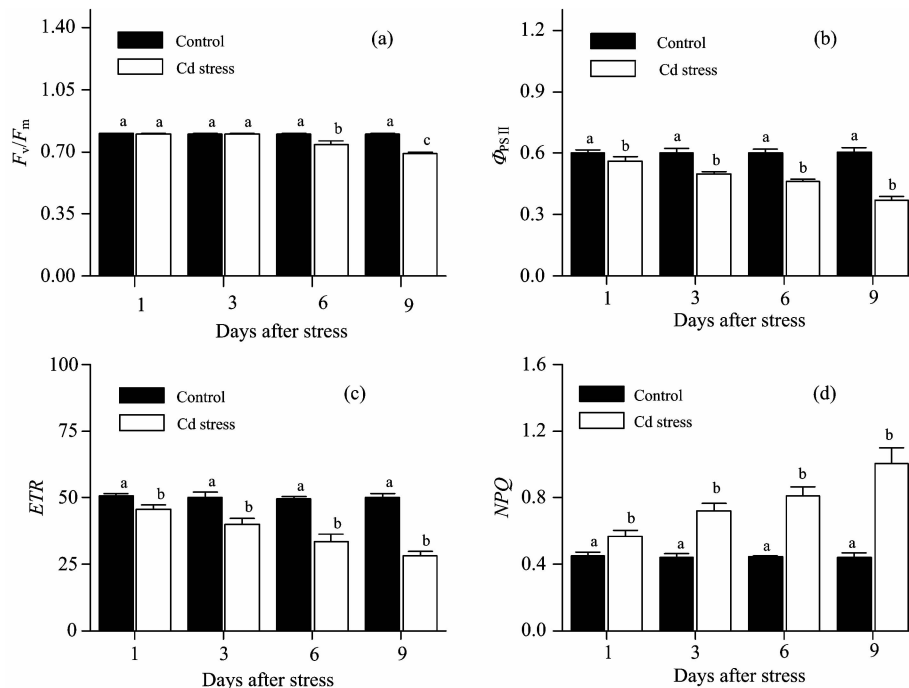 1.40
1.05
0.70
0.35
0.00
Fv/Fm
Control
Cd stress
(a)
a a a a a b a c
1 3 6 9
Days after stress
1.2
0.9
0.6
0.3
0.0
ΦPSⅡ
Control
Cd stress
(b)
a b a b a b a b
1 3 6 9
Days after stress
100
75
50
25
0
ETR
Control
Cd stress
(c)
a b a b a b a b
1 3 6 9
Days after stress
1.6
1.2
0.8
0.4
0.0
NPQ
Control
Cd stress
(d)
a b a b a b a b
1 3 6 9
Days after stress